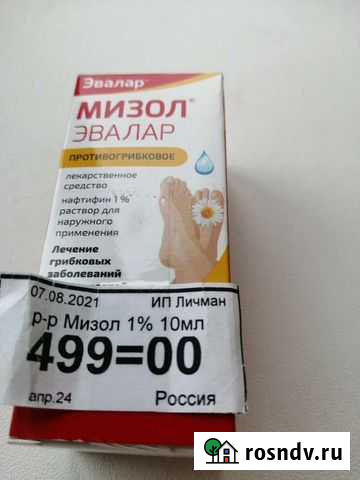 Эвалар
МИЗОЛ®
ЭВАЛАР
ПРОТИВОГРИБКОВОЕ
лекарственное
средство
нафтифин 1%
раствор для
наружного
применения
Лечение
грибковых
заболеваний
07.08.2021 ИП Личман
р-р Мизол 1% 10мл
499=00
апр.24 Россия
rosndv.ru